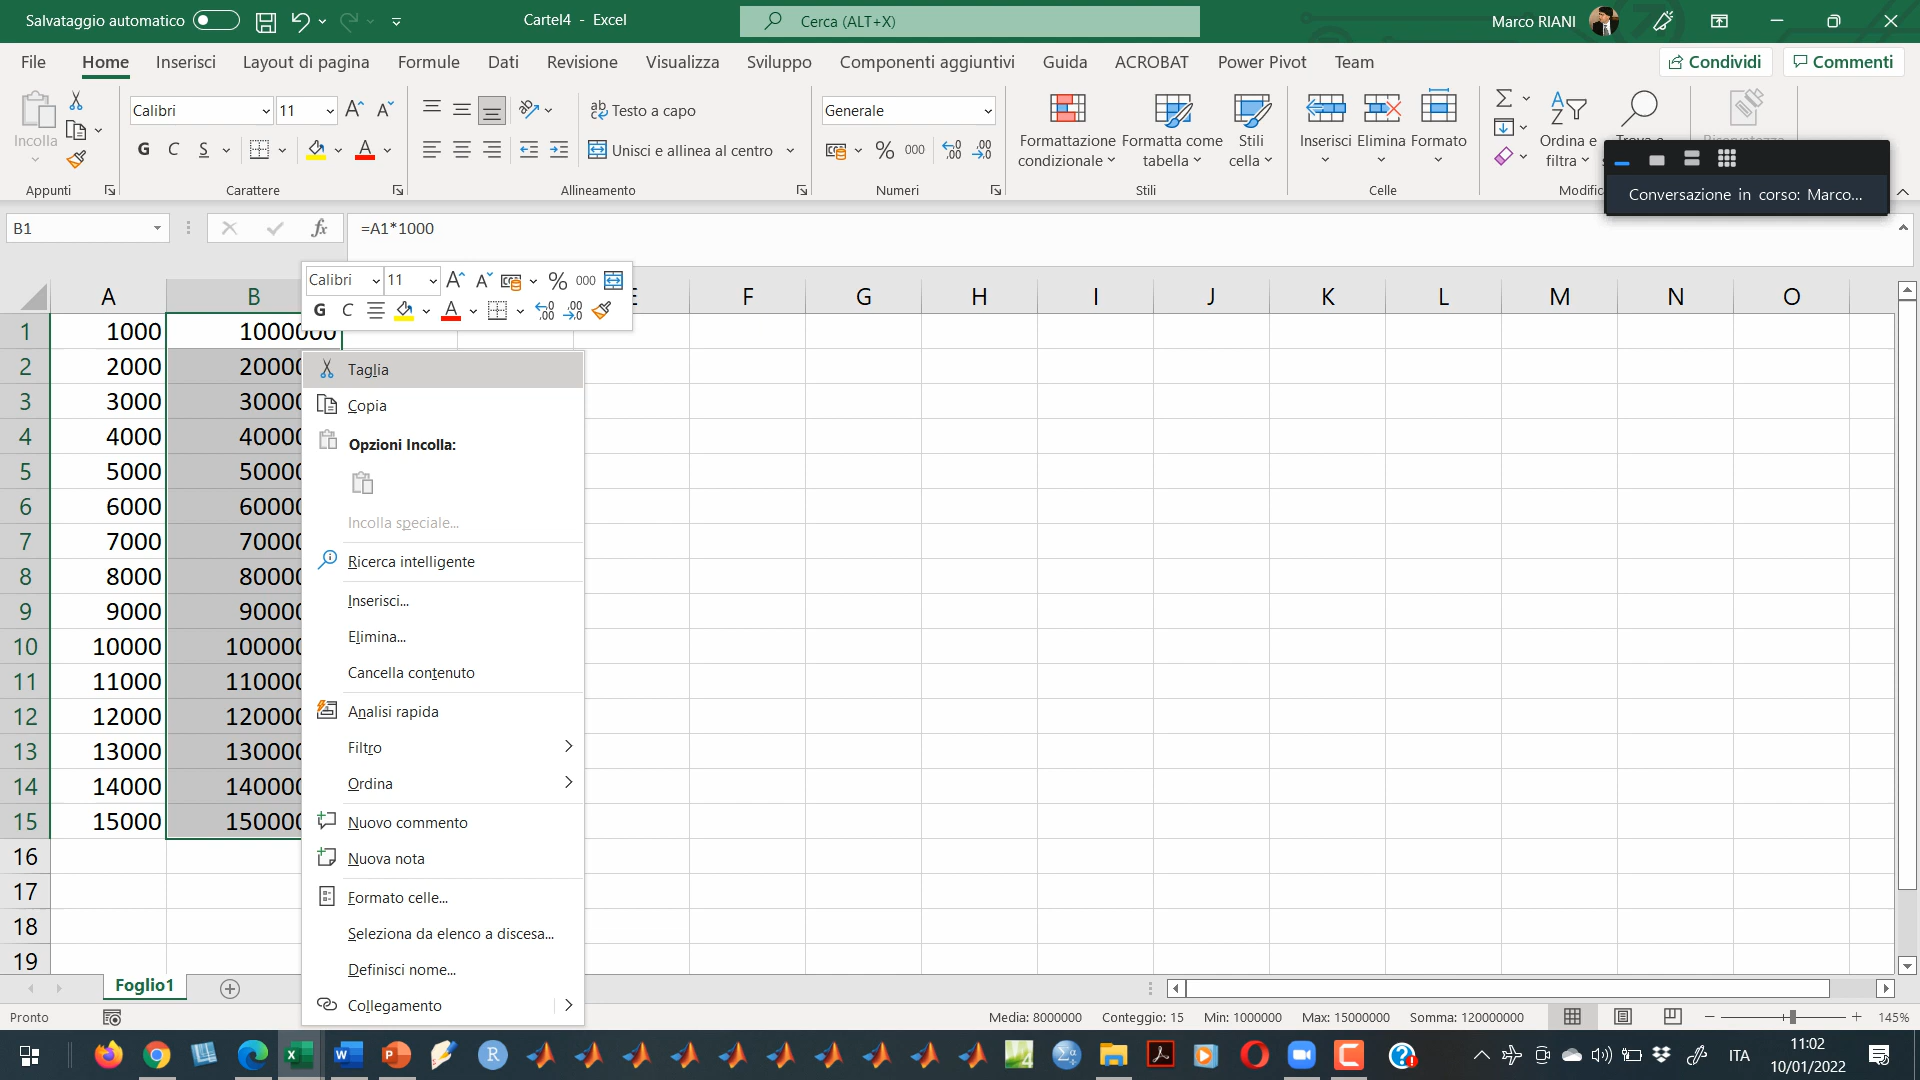 Salvataggio automatico
Cartel4 - Excel
Cerca (ALT+X)
Marco RIANI
File Home Inserisci Layout di pagina Formule Dati Revisione Visualizza Sviluppo Componenti aggiuntivi Guida ACROBAT Power Pivot Team Condividi Commenti
Incolla
Calibri 11
Testo a capo
Generale
G C S
Unisci e allinea al centro
% 000
Formattazione condizionale
Formatta come tabella
Stili cella
Inserisci Elimina Formato
Ordina e filtra
Appunti Carattere Allineamento Numeri Stili Celle
Conversazione in corso: Marco...
B1
fx
=A1*1000
Calibri 11
% 000
G C
A B F G H I J K L M N O
1 1000 1000000
2 2000
3 3000
4 4000
5 5000
6 6000
7 7000
8 8000
9 9000
10 10000
11 11000
12 12000
13 13000
14 14000
15 15000
16
17
18
19
Taglia
Copia
Opzioni Incolla:
Incolla speciale...
Ricerca intelligente
Inserisci...
Elimina...
Cancella contenuto
Analisi rapida
Filtro
Ordina
Nuovo commento
Nuova nota
Formato celle...
Seleziona da elenco a discesa...
Definisci nome...
Collegamento
Foglio1
Pronto
Media: 8000000 Conteggio: 15 Min: 1000000 Max: 15000000 Somma: 120000000
145%
ITA
11:02
10/01/2022